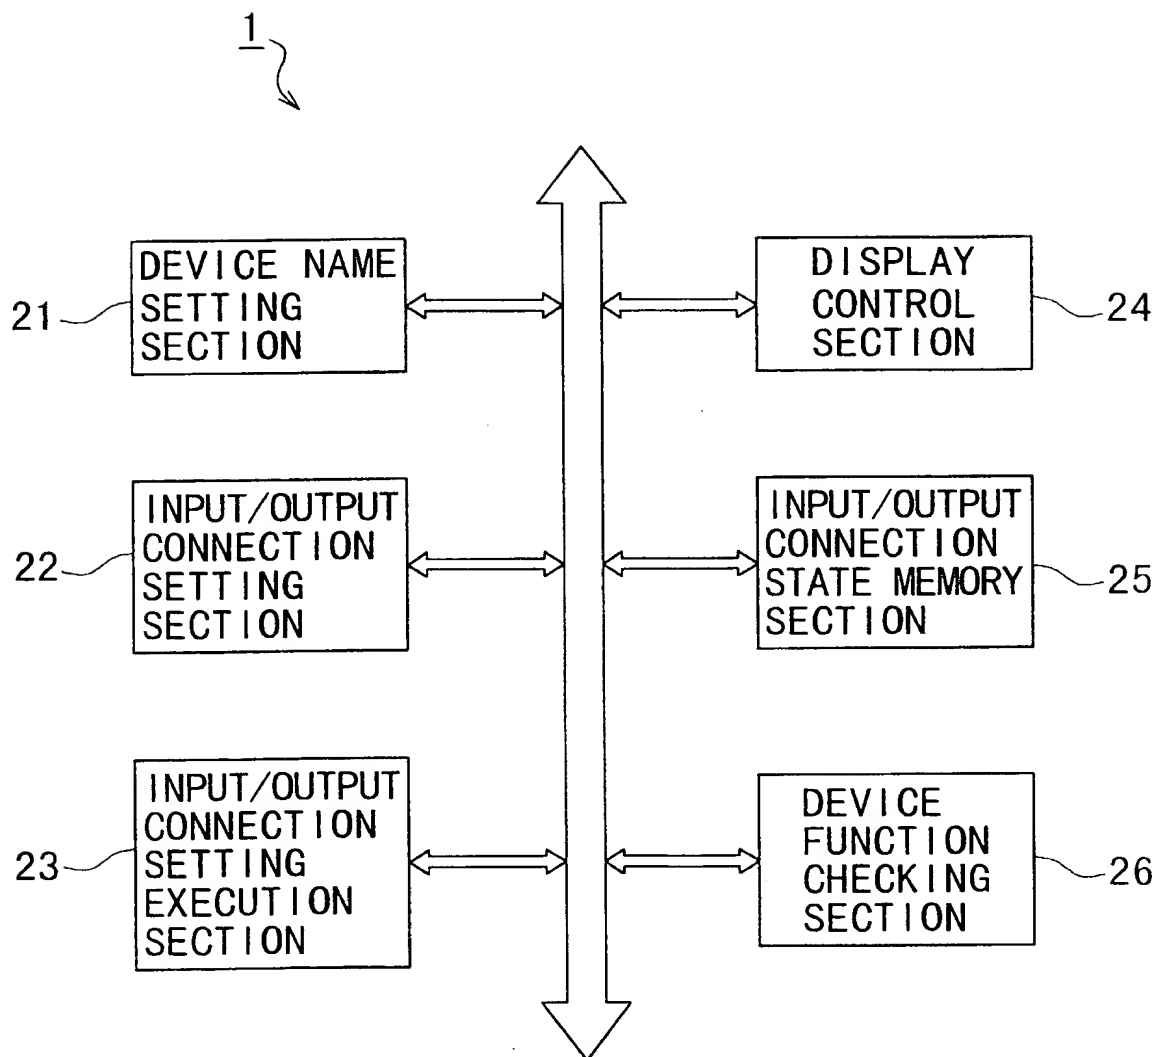 1
DEVICE NAME
SETTING
SECTION
21
DISPLAY
CONTROL
SECTION
24
INPUT/OUTPUT
CONNECTION
SETTING
SECTION
22
INPUT/OUTPUT
CONNECTION
STATE MEMORY
SECTION
25
INPUT/OUTPUT
CONNECTION
SETTING
EXECUTION
SECTION
23
DEVICE
FUNCTION
CHECKING
SECTION
26